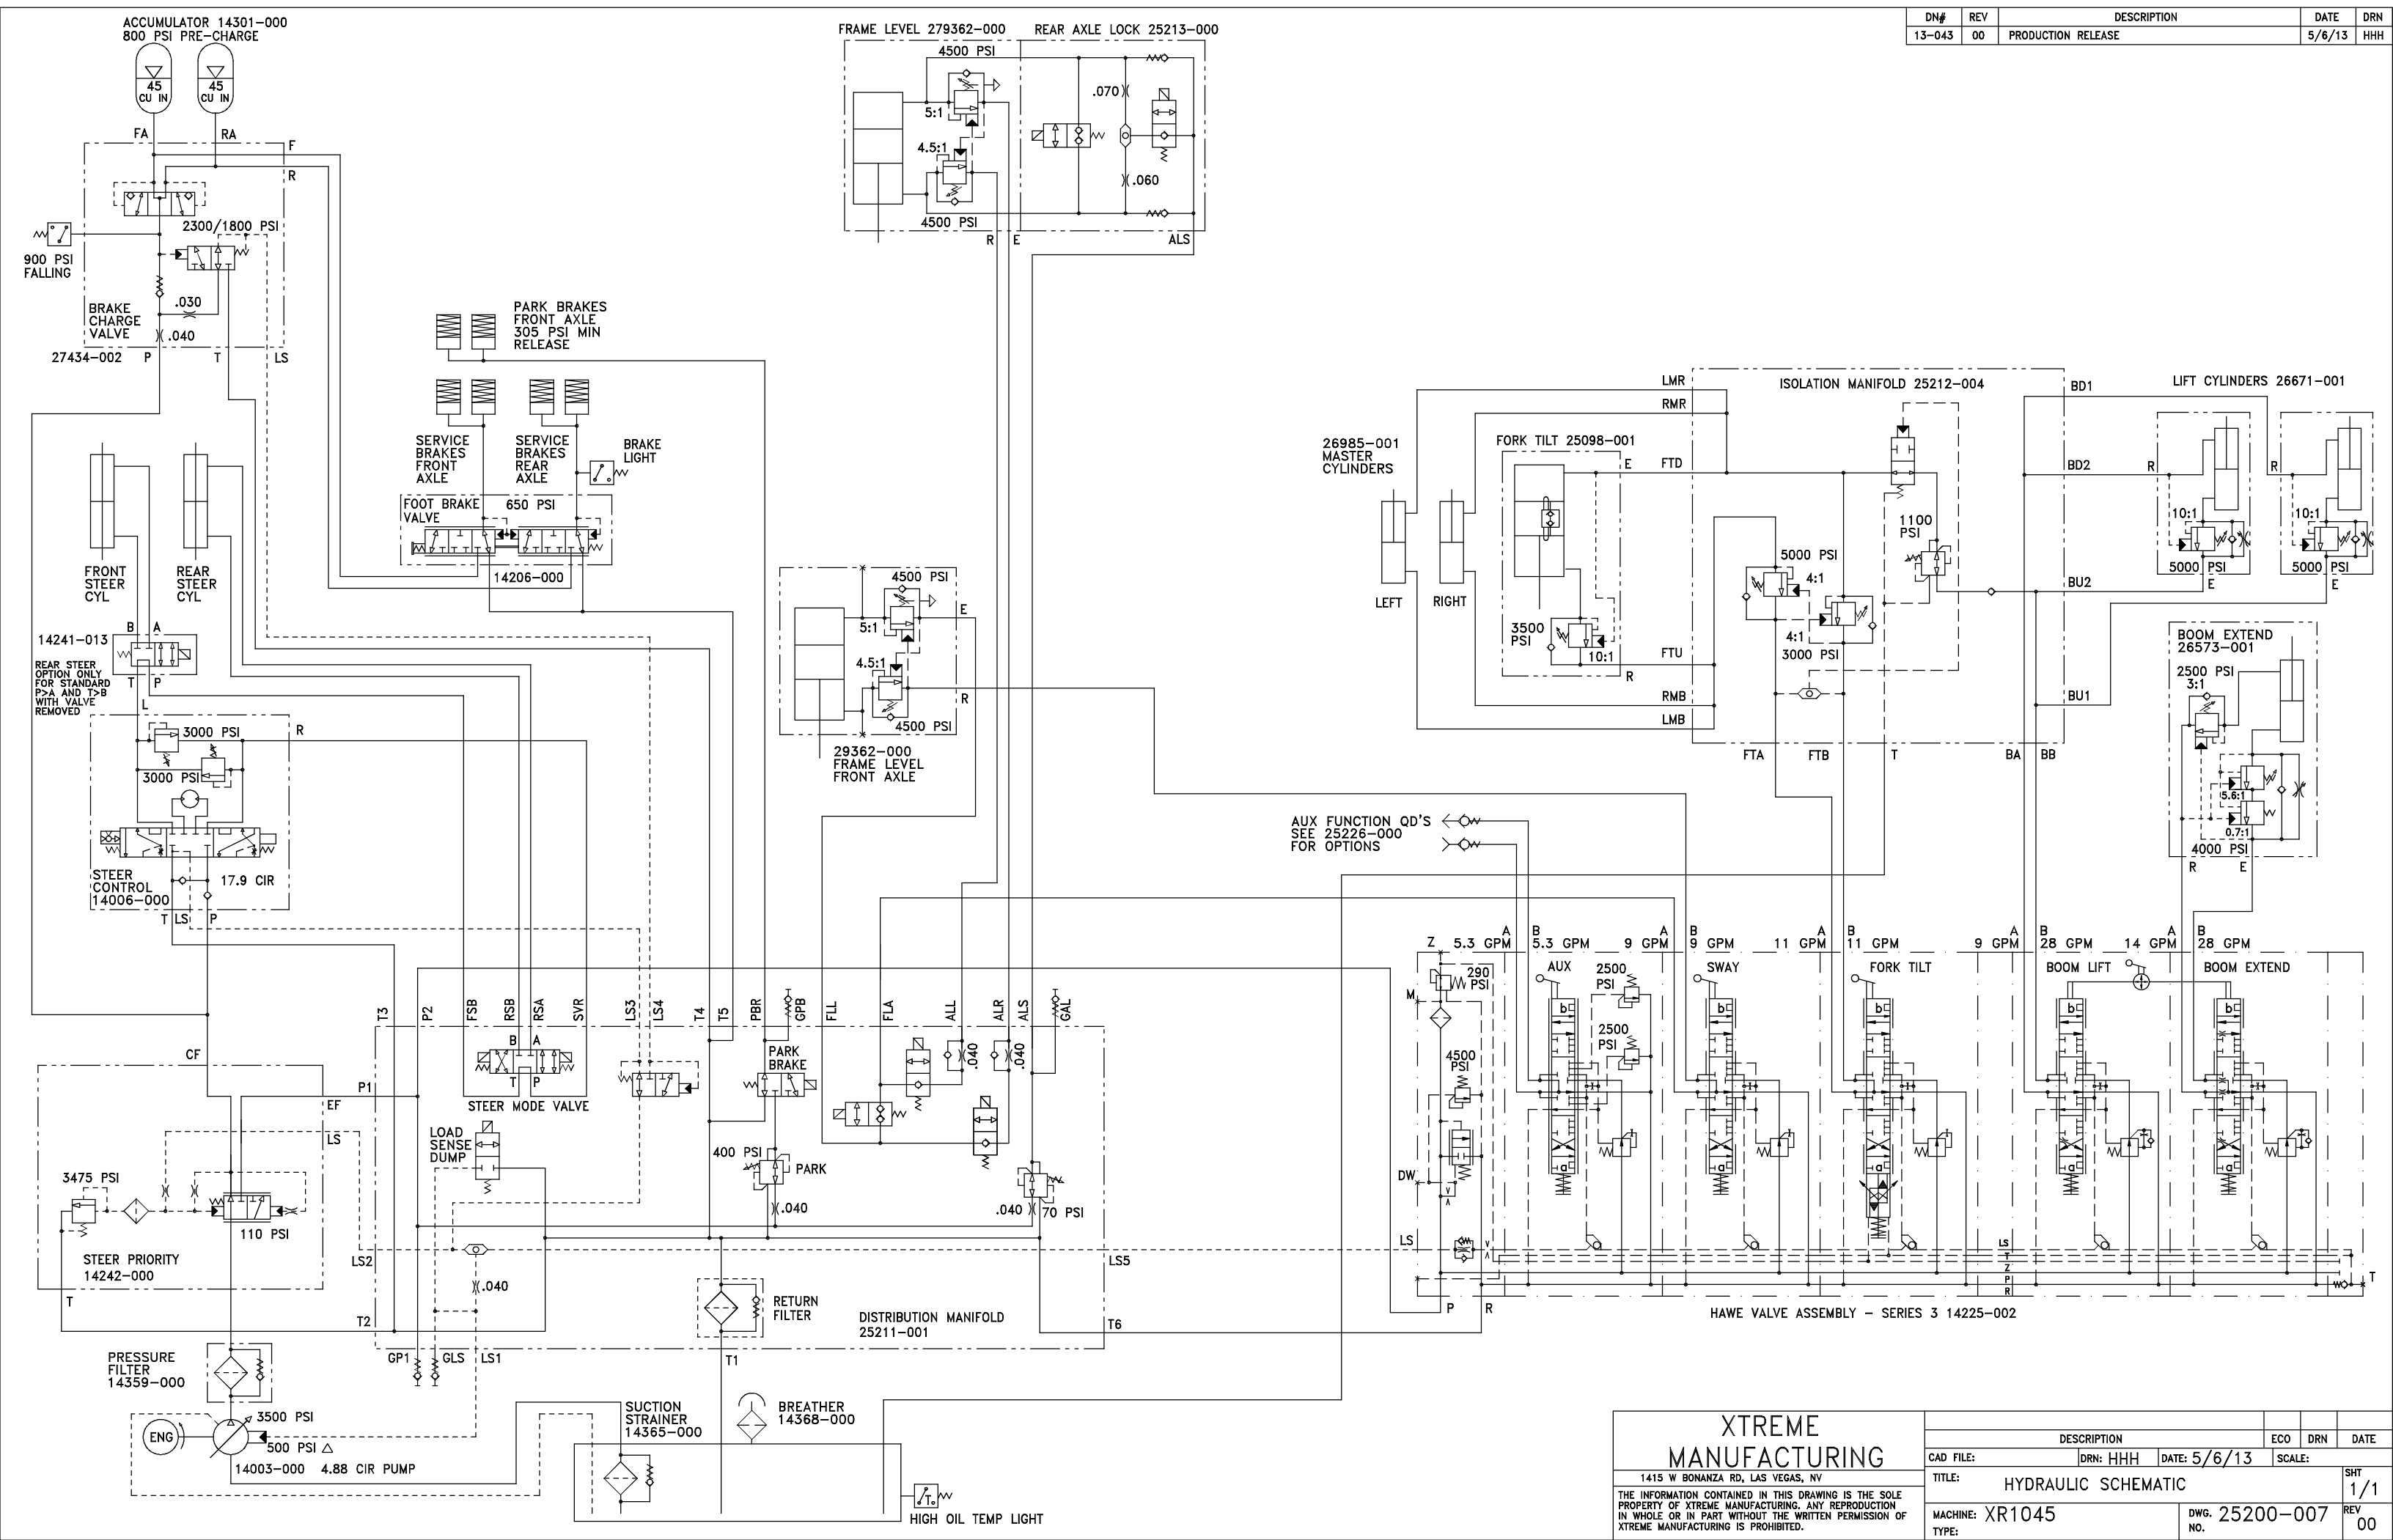 DN# REV DESCRIPTION DATE DRN
13-043 00 PRODUCTION RELEASE 5/6/13 HHH
ACCUMULATOR 14301-000
800 PSI PRE-CHARGE
45
CU IN
45
CU IN
FA
RA
F
R
2300/1800 PSI
900 PSI
FALLING
.030
BRAKE
CHARGE
VALVE
.040
27434-002
P
T
LS
FRAME LEVEL 279362-000
REAR AXLE LOCK 25213-000
4500 PSI
5:1
4.5:1
4500 PSI
.070
.060
R
E
ALS
PARK BRAKES
FRONT AXLE
305 PSI MIN
RELEASE
SERVICE
BRAKES
FRONT
AXLE
SERVICE
BRAKES
REAR
AXLE
BRAKE
LIGHT
FOOT BRAKE
VALVE
650 PSI
14206-000
FRONT
STEER
CYL
REAR
STEER
CYL
14241-013
B
A
T
P
REAR STEER
OPTION ONLY
FOR STANDARD
P>A AND T>B
WITH VALVE
REMOVED
L
R
3000 PSI
3000 PSI
STEER
CONTROL
14006-000
17.9 CIR
T
LS
P
4500 PSI
5:1
E
4.5:1
R
4500 PSI
29362-000
FRAME LEVEL
FRONT AXLE
LMR
RMR
ISOLATION MANIFOLD 25212-004
BD1
LIFT CYLINDERS 26671-001
26985-001
MASTER
CYLINDERS
FORK TILT 25098-001
E
FTD
BD2
R
R
1100
PSI
10:1
10:1
5000 PSI
4:1
5000 PSI
5000 PSI
E
E
BU2
LEFT
RIGHT
3500
PSI
10:1
4:1
3000 PSI
FTU
R
RMB
LMB
BU1
FTA
FTB
T
BA
BB
BOOM EXTEND
26573-001
2500 PSI
3:1
5.6:1
0.7:1
4000 PSI
R
E
AUX FUNCTION QD'S
SEE 25226-000
FOR OPTIONS
Z
A
5.3 GPM
B
5.3 GPM
A
9 GPM
B
9 GPM
A
11 GPM
B
11 GPM
A
9 GPM
B
28 GPM
A
14 GPM
B
28 GPM
290
PSI
AUX
2500
PSI
SWAY
FORK TILT
BOOM LIFT
BOOM EXTEND
M
2500
PSI
4500
PSI
DW
b
b
b
b
b
a
a
a
a
a
LS
LS
T
Z
P
R
T
P
R
HAWE VALVE ASSEMBLY - SERIES 3 14225-002
CF
T3
P2
FSB
RSB
RSA
SVR
LS3
LS4
T4
T5
PBR
GPB
FLL
FLA
ALL
ALR
ALS
GAL
P1
EF
LS
B
A
T
P
STEER MODE VALVE
PARK
BRAKE
.040
.040
LOAD
SENSE
DUMP
400 PSI
PARK
.040
.040
70 PSI
3475 PSI
110 PSI
STEER PRIORITY
14242-000
T
LS2
LS5
.040
RETURN
FILTER
DISTRIBUTION MANIFOLD
25211-001
T2
T6
GP1
GLS
LS1
T1
PRESSURE
FILTER
14359-000
ENG
3500 PSI
500 PSI △
14003-000 4.88 CIR PUMP
SUCTION
STRAINER
14365-000
BREATHER
14368-000
T
HIGH OIL TEMP LIGHT
XTREME
MANUFACTURING
1415 W BONANZA RD, LAS VEGAS, NV
THE INFORMATION CONTAINED IN THIS DRAWING IS THE SOLE
PROPERTY OF XTREME MANUFACTURING. ANY REPRODUCTION
IN WHOLE OR IN PART WITHOUT THE WRITTEN PERMISSION OF
XTREME MANUFACTURING IS PROHIBITED.
DESCRIPTION ECO DRN DATE
CAD FILE: DRN: HHH DATE: 5/6/13 SCALE:
TITLE: HYDRAULIC SCHEMATIC
SHT
1/1
MACHINE: XR1045
TYPE:
DWG. NO. 25200-007
REV
00